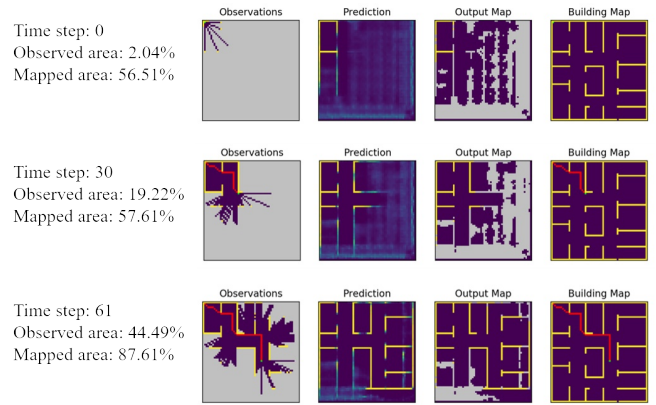 Observations Prediction Output Map Building Map
Time step: 0
Observed area: 2.04%
Mapped area: 56.51%
Observations Prediction Output Map Building Map
Time step: 30
Observed area: 19.22%
Mapped area: 57.61%
Observations Prediction Output Map Building Map
Time step: 61
Observed area: 44.49%
Mapped area: 87.61%